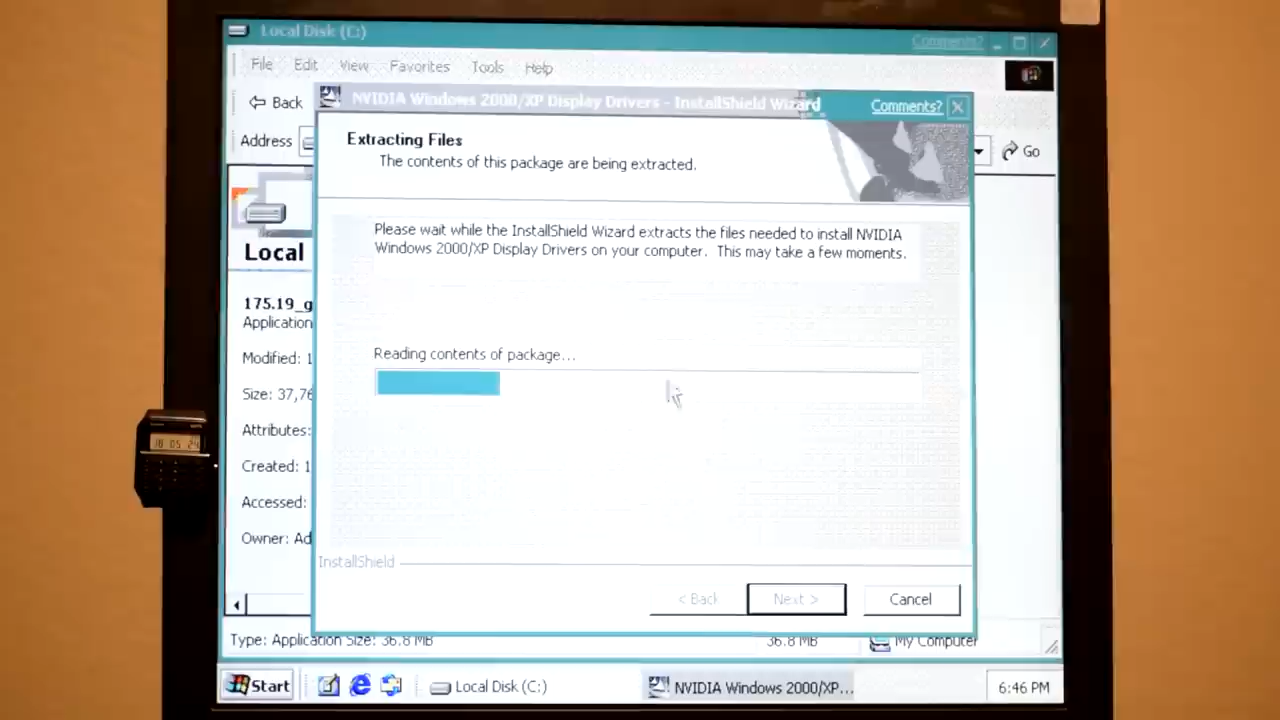 Local Disk (C:)
Comments?
File Edit View Favorites Tools Help
Back
Address
Go
NVIDIA Windows 2000/XP Display Drivers - InstallShield Wizard
Comments?
Extracting Files
The contents of this package are being extracted.
Please wait while the InstallShield Wizard extracts the files needed to install NVIDIA
Windows 2000/XP Display Drivers on your computer. This may take a few moments.
Reading contents of package...
InstallShield
< Back Next > Cancel
Local
175.19_g
Application
Modified: 1
Size: 37,76
Attributes:
Created: 1
Accessed:
Owner: Ad
Type: Application Size: 36.8 MB
36.8 MB
My Computer
Start
Local Disk (C:)
NVIDIA Windows 2000/XP...
6:46 PM